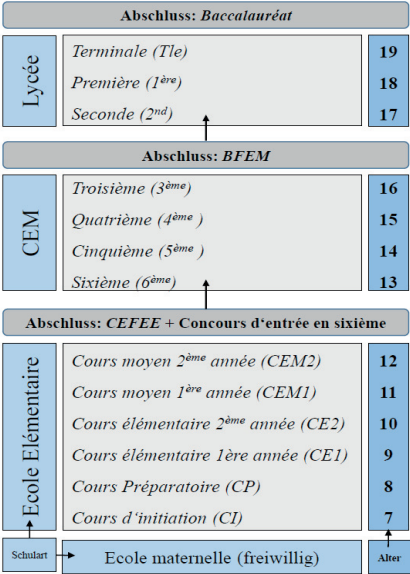 Abschluss: Baccalauréat
Lycée
Terminale (Tle)
19
Première (1ère)
18
Seconde (2nd)
17
Abschluss: BFEM
CEM
Troisième (3ème)
16
Quatrième (4ème )
15
Cinquième (5ème )
14
Sixième (6ème)
13
Abschluss: CEFEE + Concours d'entrée en sixième
Ecole Elémentaire
Cours moyen 2ème année (CEM2)
12
Cours moyen 1ère année (CEM1)
11
Cours élémentaire 2ème année (CE2)
10
Cours élémentaire 1ère année (CE1)
9
Cours Préparatoire (CP)
8
Cours d'initiation (CI)
7
Schulart
Ecole maternelle (freiwillig)
Alter